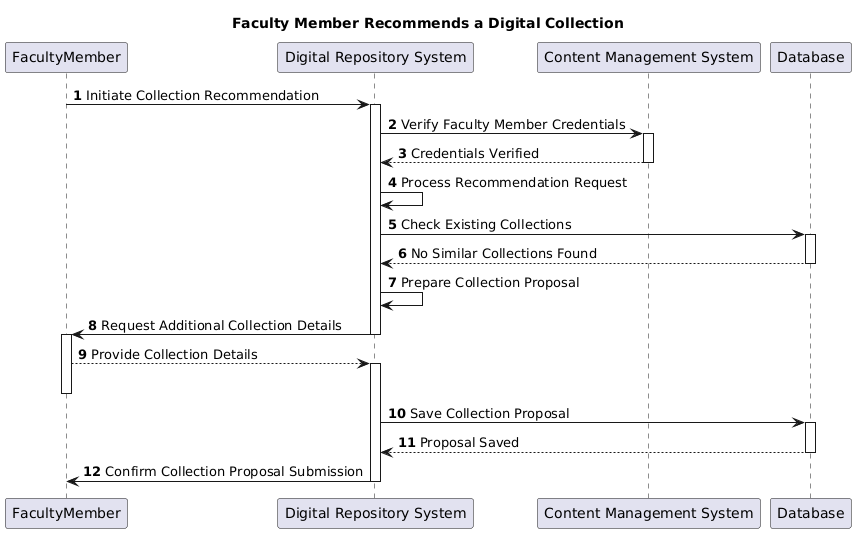 Faculty Member Recommends a Digital Collection
FacultyMember
Digital Repository System
Content Management System
Database
1 Initiate Collection Recommendation
2 Verify Faculty Member Credentials
3 Credentials Verified
4 Process Recommendation Request
5 Check Existing Collections
6 No Similar Collections Found
7 Prepare Collection Proposal
8 Request Additional Collection Details
9 Provide Collection Details
10 Save Collection Proposal
11 Proposal Saved
12 Confirm Collection Proposal Submission
FacultyMember
Digital Repository System
Content Management System
Database